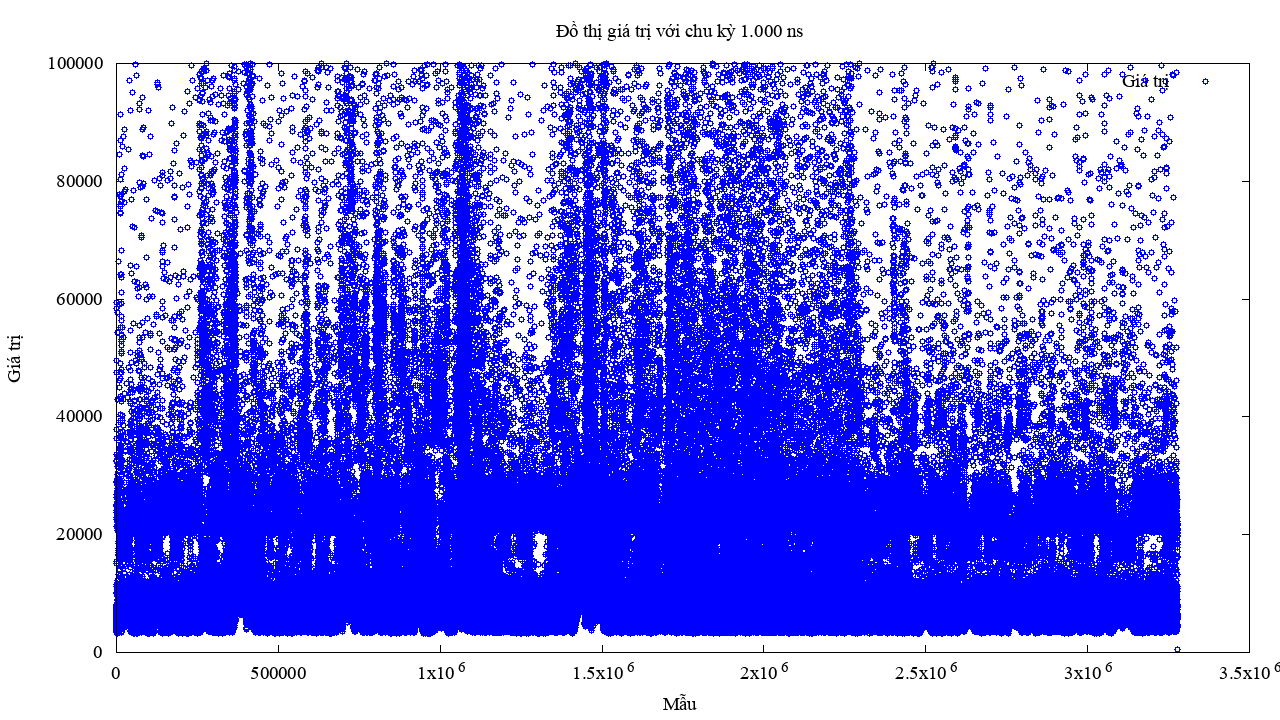 Đồ thị giá trị với chu kỳ 1.000 ns
Giá trị
100000
80000
60000
40000
20000
0
Giá trị
0
500000
1x10 6
1.5x10 6
2x10 6
2.5x10 6
3x10 6
3.5x10 6
Mẫu